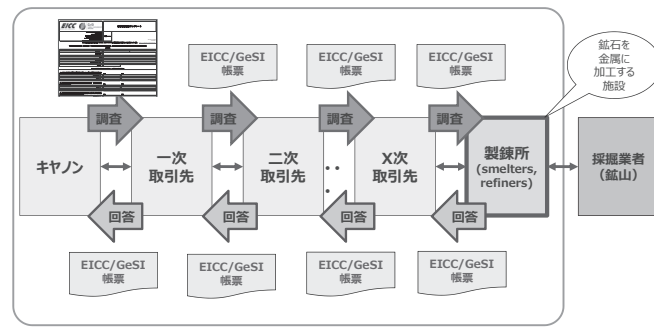 EICC
EICC/GeSI
帳票
EICC/GeSI
帳票
EICC/GeSI
帳票
鉱石を
金属に
加工する
施設
調査
調査
調査
調査
キヤノン
一次
取引先
二次
取引先
・・・
X次
取引先
製錬所
(smelters,
refiners)
採掘業者
(鉱山)
回答
回答
回答
回答
EICC/GeSI
帳票
EICC/GeSI
帳票
EICC/GeSI
帳票
EICC/GeSI
帳票